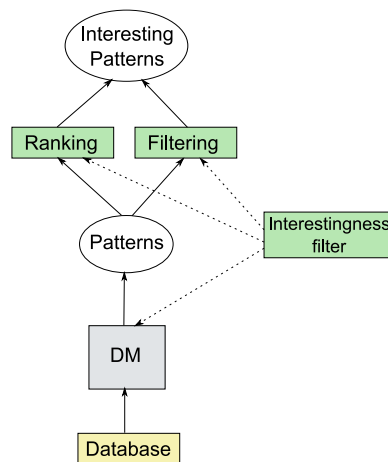 Interesting
Patterns
Ranking
Filtering
Patterns
Interestingness
filter
DM
Database